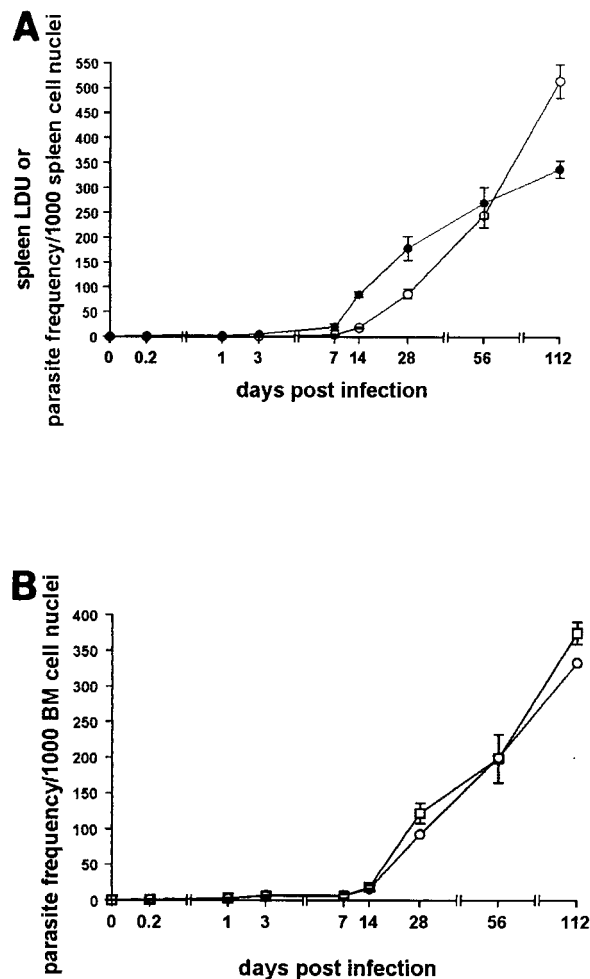 A
spleen LDU or
parasite frequency/1000 spleen cell nuclei
550
500
450
400
350
300
250
200
150
100
50
0
0 0.2 1 3 7 14 28 56 112
days post infection
B
parasite frequency/1000 BM cell nuclei
400
350
300
250
200
150
100
50
0
0 0.2 1 3 7 14 28 56 112
days post infection